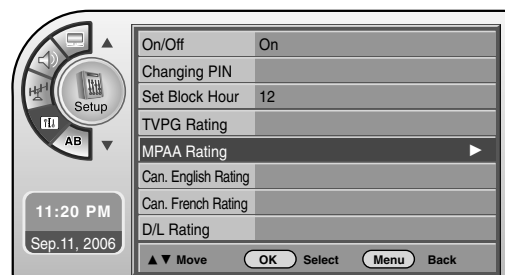 On/Off On
Changing PIN
Set Block Hour 12
TVPG Rating
MPAA Rating ►
Can. English Rating
Can. French Rating
D/L Rating
▲▼ Move OK Select Menu Back
Setup
AB
11:20 PM
Sep.11, 2006